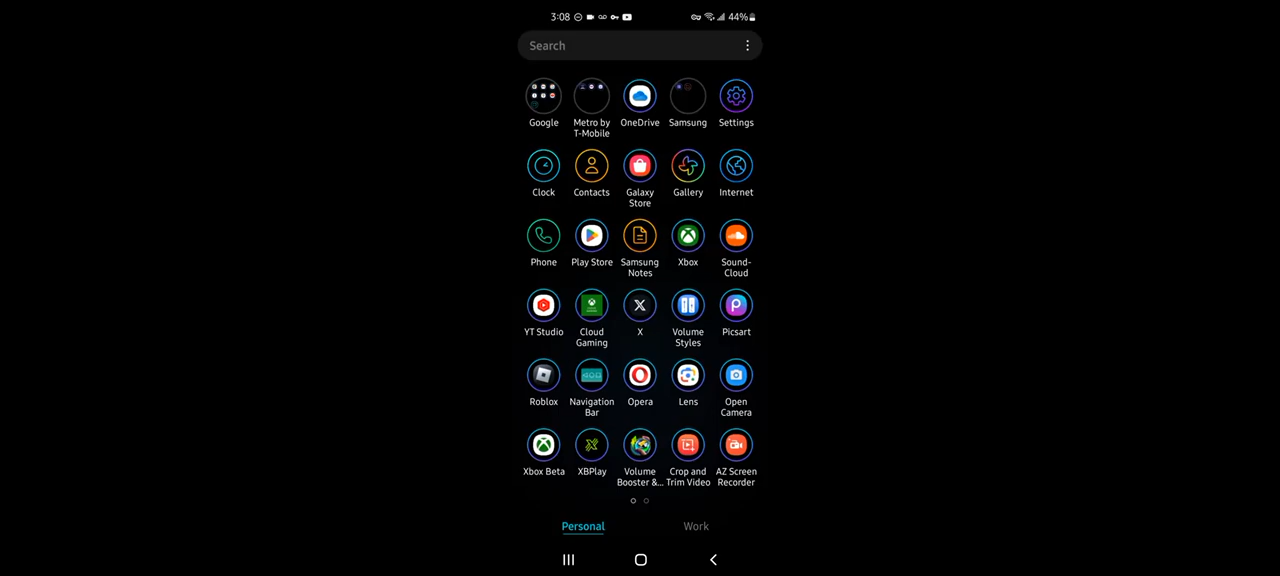 3:08 44%
Search
Google Metro by T-Mobile OneDrive Samsung Settings
Clock Contacts Galaxy Store Gallery Internet
Phone Play Store Samsung Notes Xbox Sound-Cloud
YT Studio Cloud Gaming X Volume Styles Picsart
Roblox Navigation Bar Opera Lens Open Camera
Xbox Beta XBPlay Volume Booster &... Crop and Trim Video AZ Screen Recorder
Personal Work